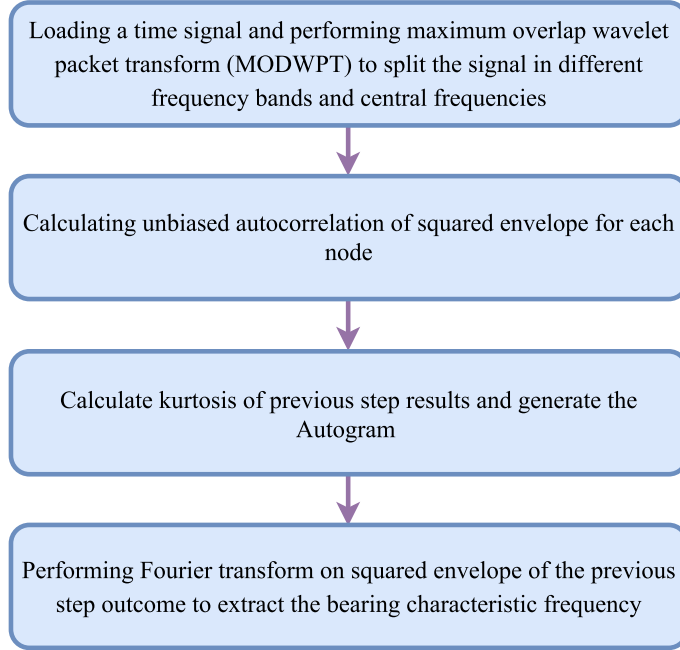 Loading a time signal and performing maximum overlap wavelet
packet transform (MODWPT) to split the signal in different
frequency bands and central frequencies
Calculating unbiased autocorrelation of squared envelope for each
node
Calculate kurtosis of previous step results and generate the
Autogram
Performing Fourier transform on squared envelope of the previous
step outcome to extract the bearing characteristic frequency